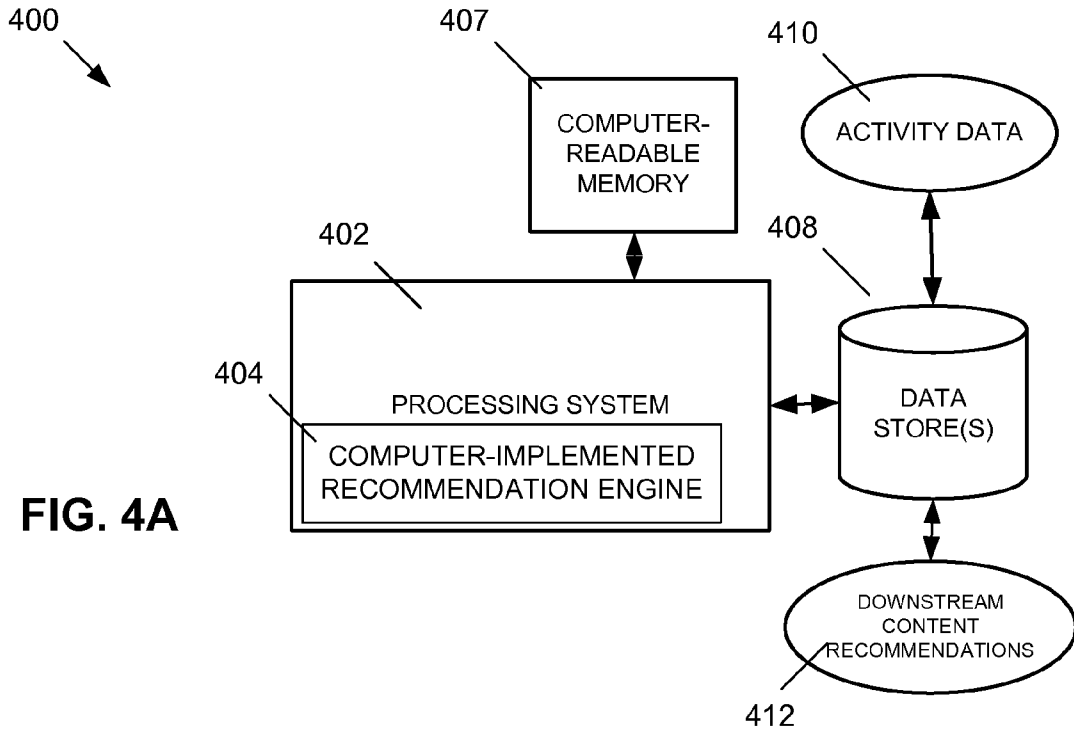 400
407
410
COMPUTER-
READABLE
MEMORY
ACTIVITY DATA
402
408
404
PROCESSING SYSTEM
COMPUTER-IMPLEMENTED
RECOMMENDATION ENGINE
DATA
STORE(S)
FIG. 4A
DOWNSTREAM
CONTENT
RECOMMENDATIONS
412